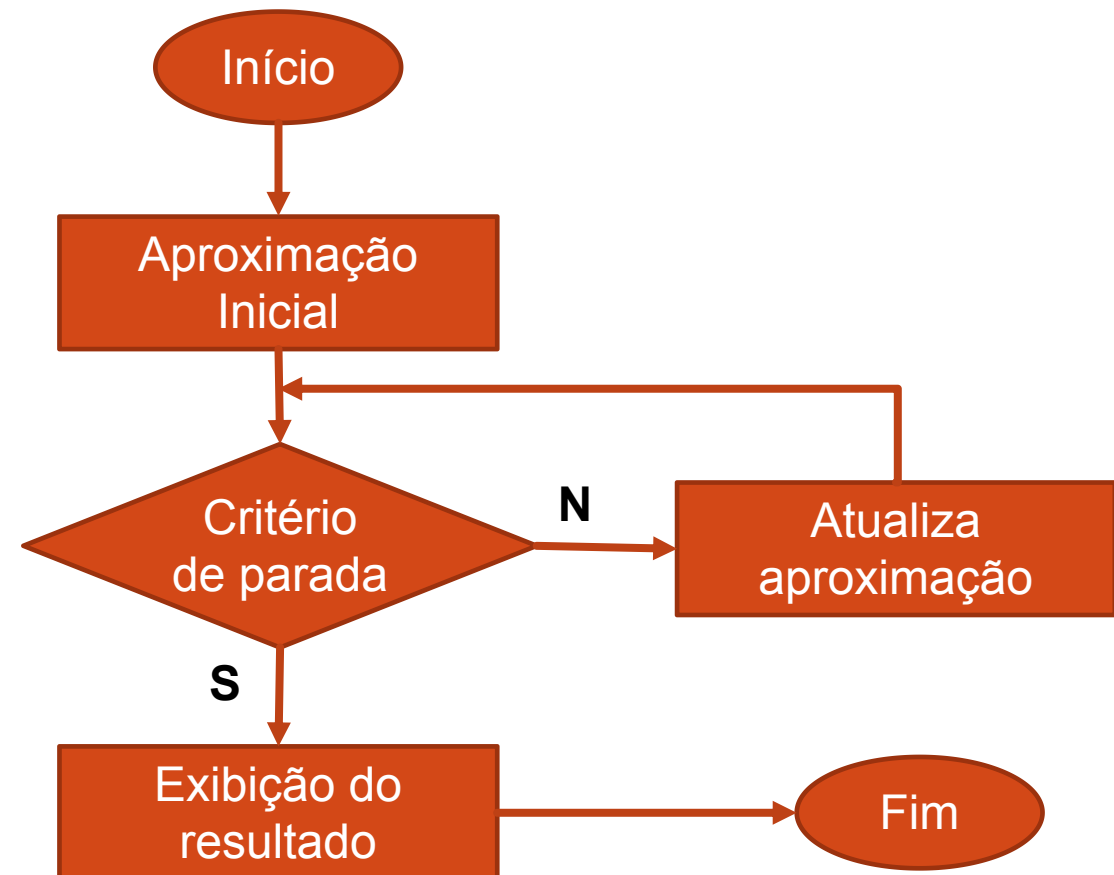 Início
Aproximação
Inicial
Critério
de parada
N
Atualiza
aproximação
S
Exibição do
resultado
Fim